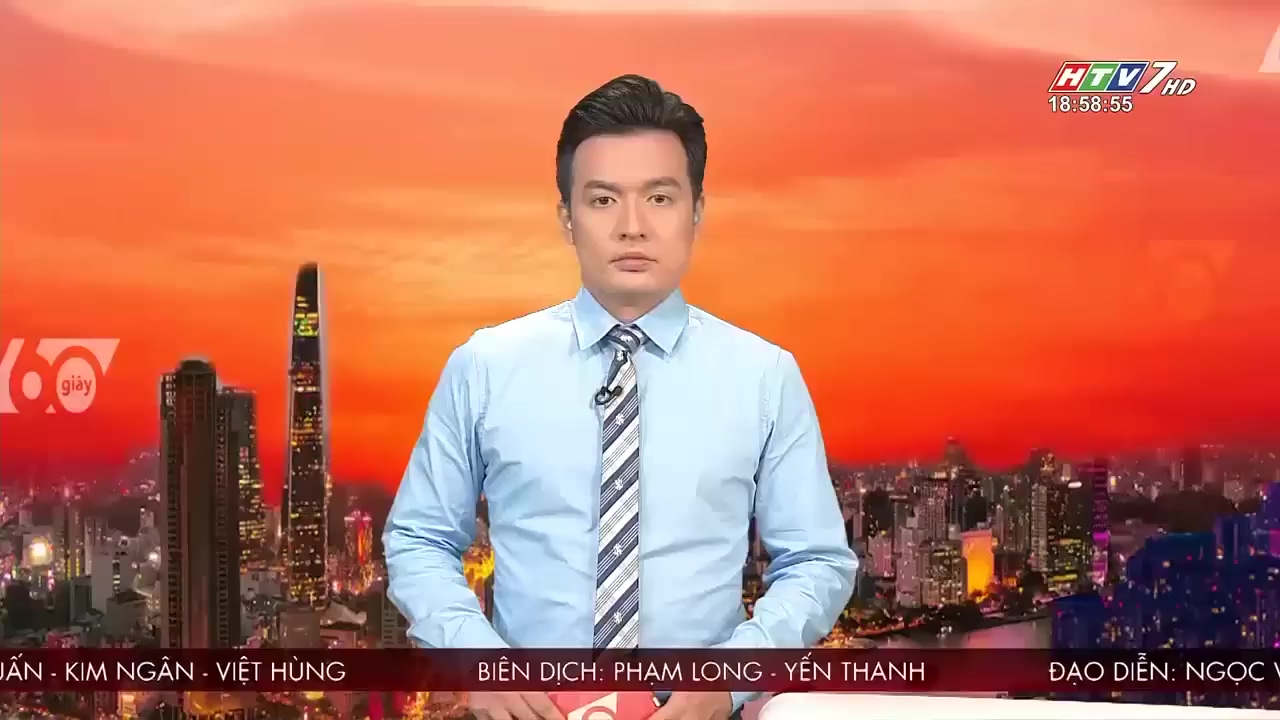 HTV7 HD
18:58:55
60 giây
UẤN - KIM NGÂN - VIỆT HÙNG BIÊN DỊCH: PHẠM LONG - YẾN THANH ĐẠO DIỄN: NGỌC